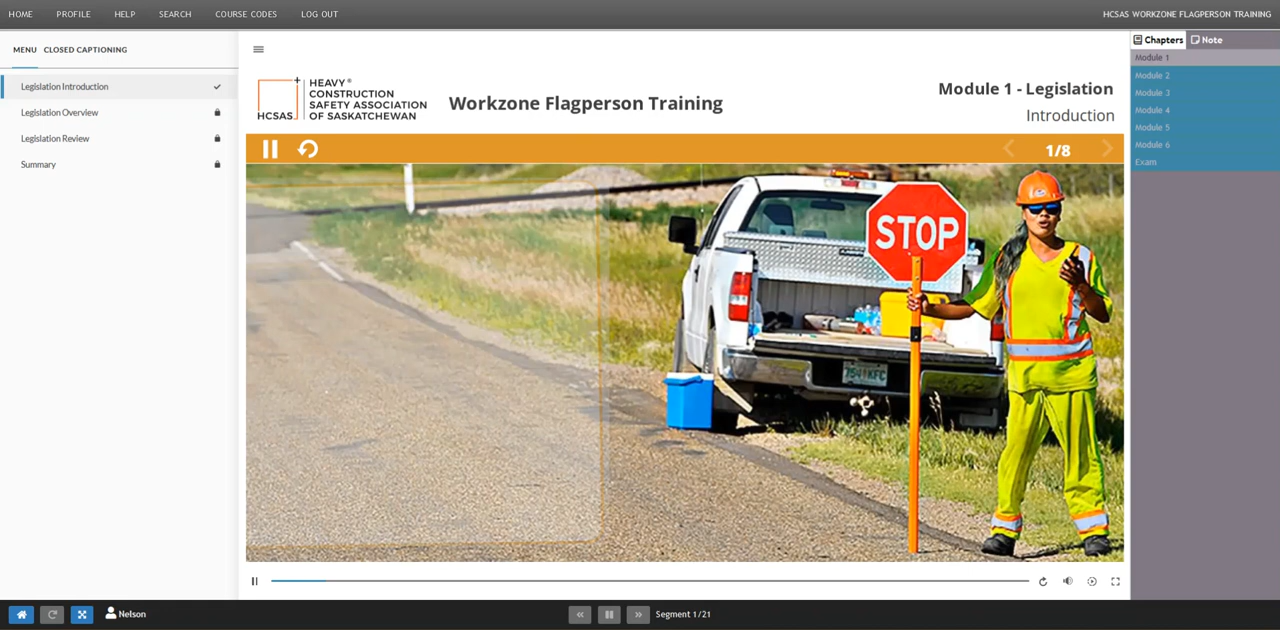 HOME PROFILE HELP SEARCH COURSE CODES LOG OUT HCSAS WORKZONE FLAGPERSON TRAINING
MENU CLOSED CAPTIONING
Legislation Introduction
Legislation Overview
Legislation Review
Summary
HCSAS
HEAVY®
CONSTRUCTION
SAFETY ASSOCIATION
OF SASKATCHEWAN
Workzone Flagperson Training
Module 1 - Legislation
Introduction
1/8
STOP
Chapters Note
Module 1
Module 2
Module 3
Module 4
Module 5
Module 6
Exam
Nelson
Segment 1/21